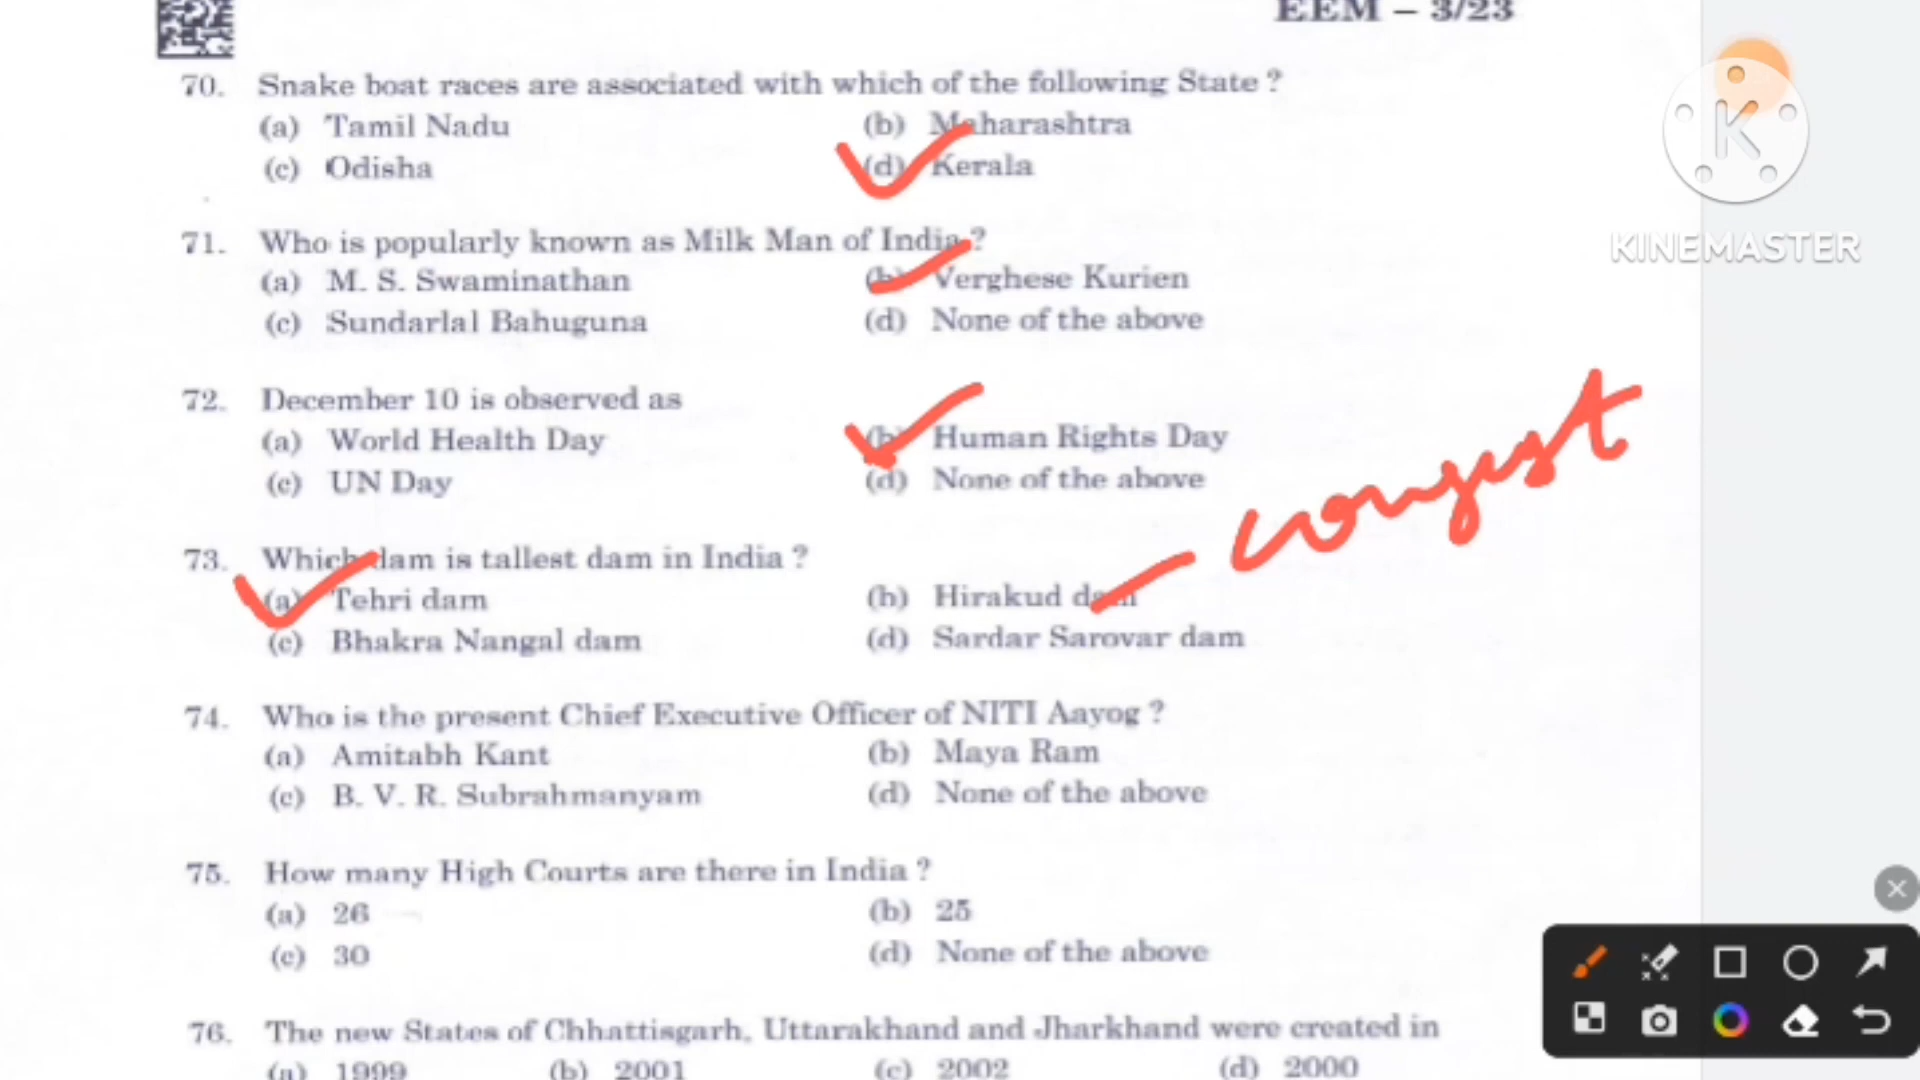 EEM – 3/23
70. Snake boat races are associated with which of the following State ?
(a) Tamil Nadu (b) Maharashtra
(c) Odisha (d) Kerala
71. Who is popularly known as Milk Man of India ?
(a) M. S. Swaminathan (b) Verghese Kurien
(c) Sundarlal Bahuguna (d) None of the above
72. December 10 is observed as
(a) World Health Day (b) Human Rights Day
(c) UN Day (d) None of the above
73. Which dam is tallest dam in India ?
(a) Tehri dam (b) Hirakud dam
longest
(c) Bhakra Nangal dam (d) Sardar Sarovar dam
74. Who is the present Chief Executive Officer of NITI Aayog ?
(a) Amitabh Kant (b) Maya Ram
(c) B. V. R. Subrahmanyam (d) None of the above
75. How many High Courts are there in India ?
(a) 26 (b) 25
(c) 30 (d) None of the above
76. The new States of Chhattisgarh, Uttarakhand and Jharkhand were created in
(a) 1999 (b) 2001 (c) 2002 (d) 2000
K
KINEMASTER